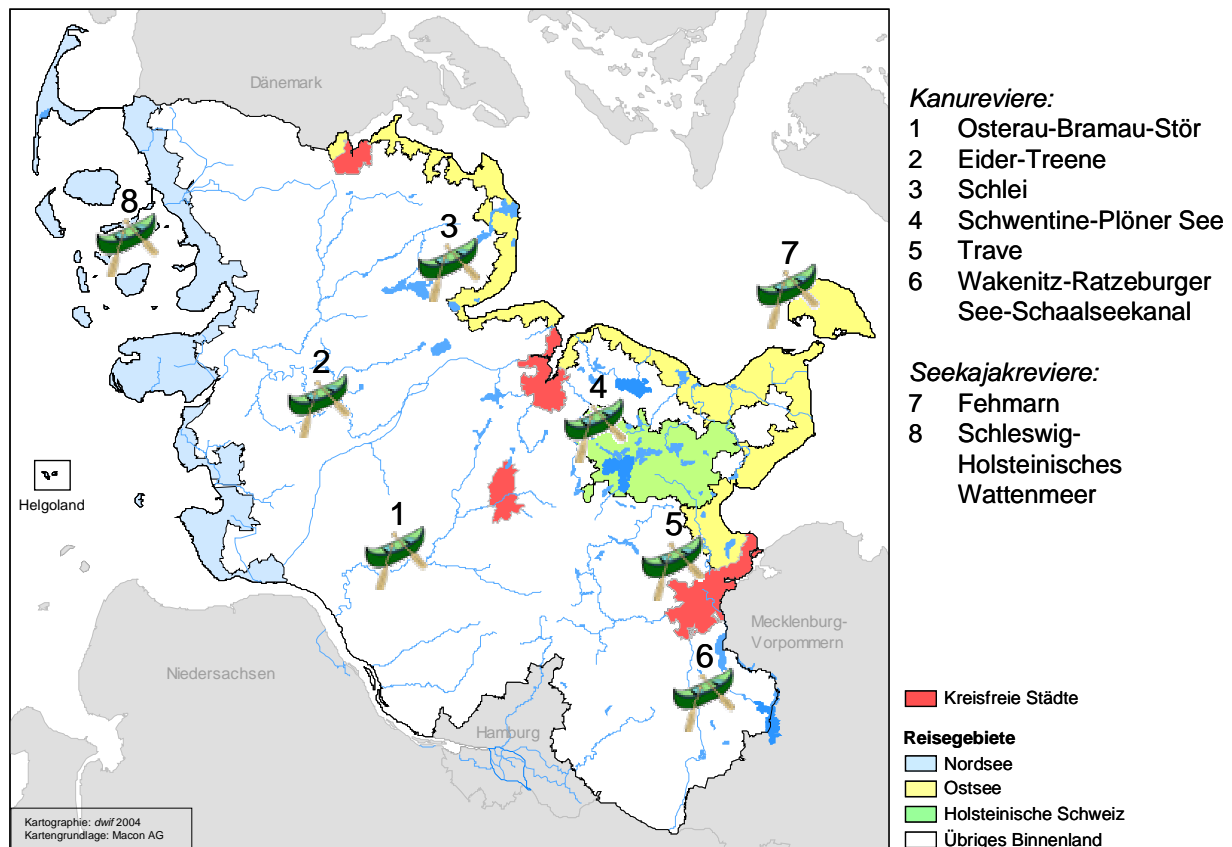 Dänemark
8
3
7
2
4
Helgoland
1
5
Mecklenburg-
Vorpommern
6
Niedersachsen
Hamburg
Kartographie: dwif 2004
Kartengrundlage: Macon AG
Kanureviere:
1 Osterau-Bramau-Stör
2 Eider-Treene
3 Schlei
4 Schwentine-Plöner See
5 Trave
6 Wakenitz-Ratzeburger
See-Schaalseekanal
Seekajakreviere:
7 Fehmarn
8 Schleswig-
Holsteinisches
Wattenmeer
Kreisfreie Städte
Reisegebiete
Nordsee
Ostsee
Holsteinische Schweiz
Übriges Binnenland